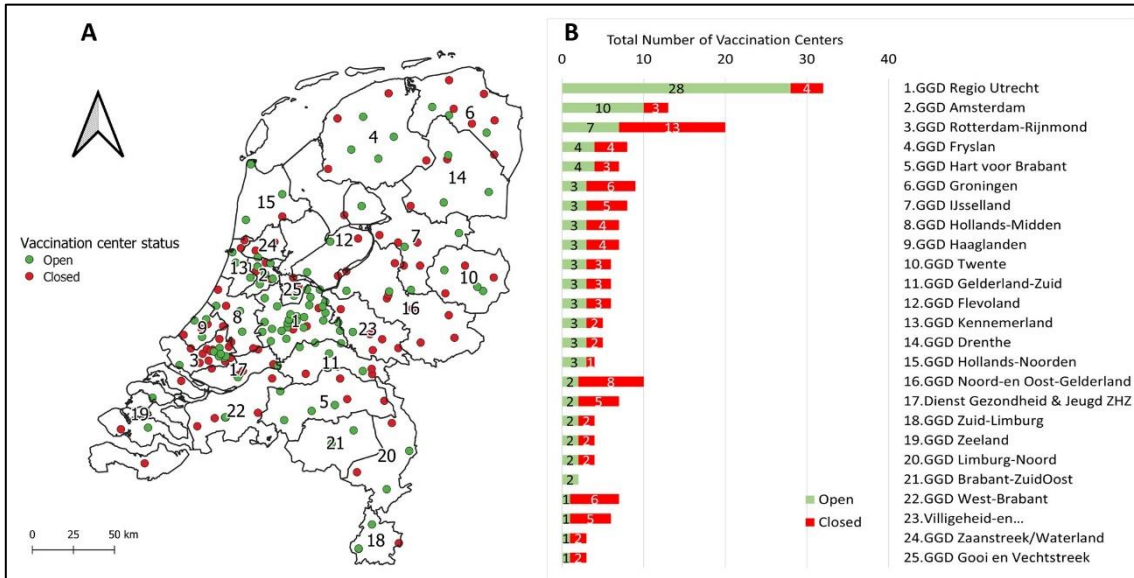 A
Vaccination center status
Open
Closed
6
4
14
15
12
7
24
13
2
10
25
16
8
1
9
23
3
17
11
5
22
19
21
20
18
0 25 50 km
B
Total Number of Vaccination Centers
0 10 20 30 40
28 4 1.GGD Regio Utrecht
10 3 2.GGD Amsterdam
7 13 3.GGD Rotterdam-Rijnmond
4 4 4.GGD Fryslan
4 3 5.GGD Hart voor Brabant
3 6 6.GGD Groningen
3 5 7.GGD IJsselland
3 4 8.GGD Hollands-Midden
3 4 9.GGD Haaglanden
3 3 10.GGD Twente
3 3 11.GGD Gelderland-Zuid
3 3 12.GGD Flevoland
3 2 13.GGD Kennemerland
3 2 14.GGD Drenthe
3 1 15.GGD Hollands-Noorden
2 8 16.GGD Noord-en Oost-Gelderland
2 5 17.Dienst Gezondheid & Jeugd ZHZ
2 2 18.GGD Zuid-Limburg
2 2 19.GGD Zeeland
2 2 20.GGD Limburg-Noord
2 21.GGD Brabant-ZuidOost
1 6 22.GGD West-Brabant
1 5 23.Villigeheid-en...
1 2 24.GGD Zaanstreek/Waterland
1 2 25.GGD Gooi en Vechtstreek
Open
Closed